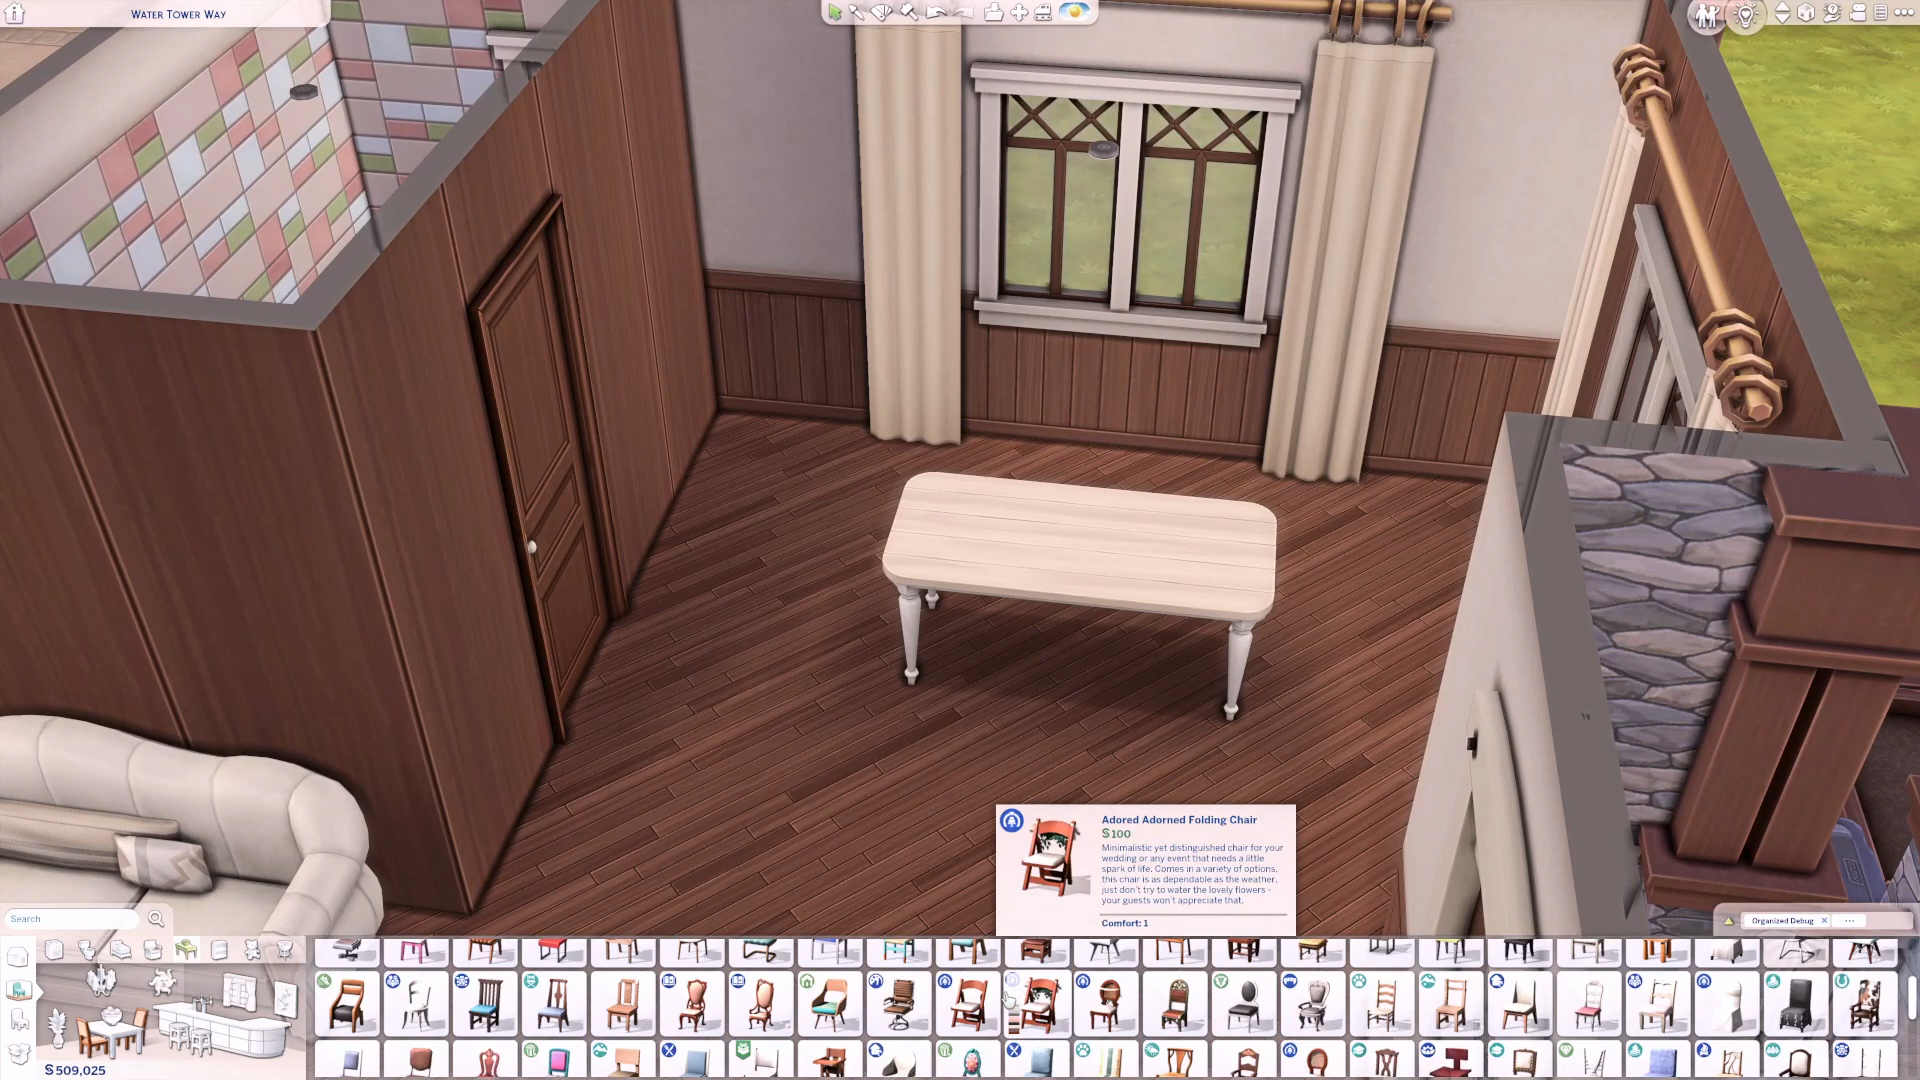 Water Tower Way
Adored Adorned Folding Chair
§100
Minimalistic yet distinguished chair for your
wedding or any event that needs a little
spark of life. Comes in a variety of options,
this chair is as dependable as the weather,
just don't try to water the lovely flowers -
your guests won't appreciate that.
Comfort: 1
Search
Organized Debug
§509,025